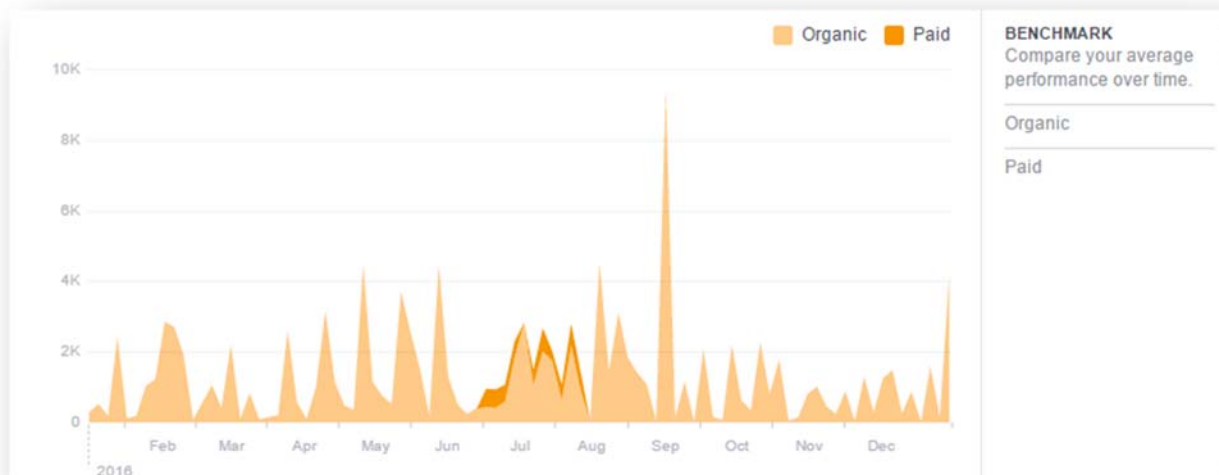 Organic Paid
10K
8K
6K
4K
2K
0
Feb Mar Apr May Jun Jul Aug Sep Oct Nov Dec
2016
BENCHMARK
Compare your average
performance over time.
Organic
Paid